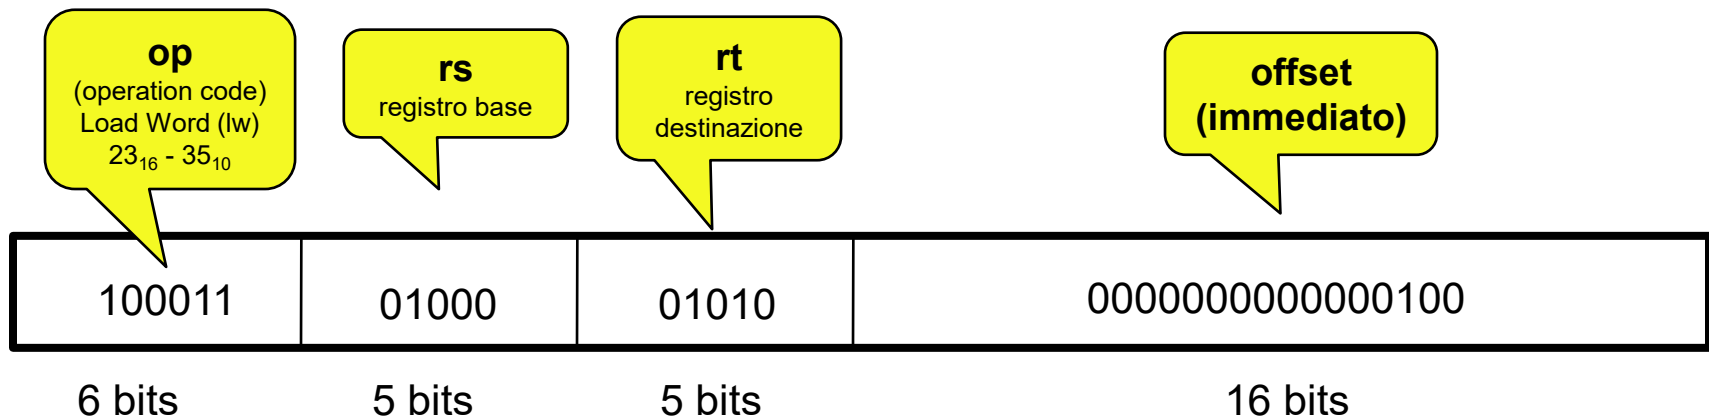 op
(operation code)
Load Word (lw)
23₁₆ - 35₁₀
rs
registro base
rt
registro
destinazione
offset
(immediato)
100011
01000
01010
0000000000000100
6 bits
5 bits
5 bits
16 bits